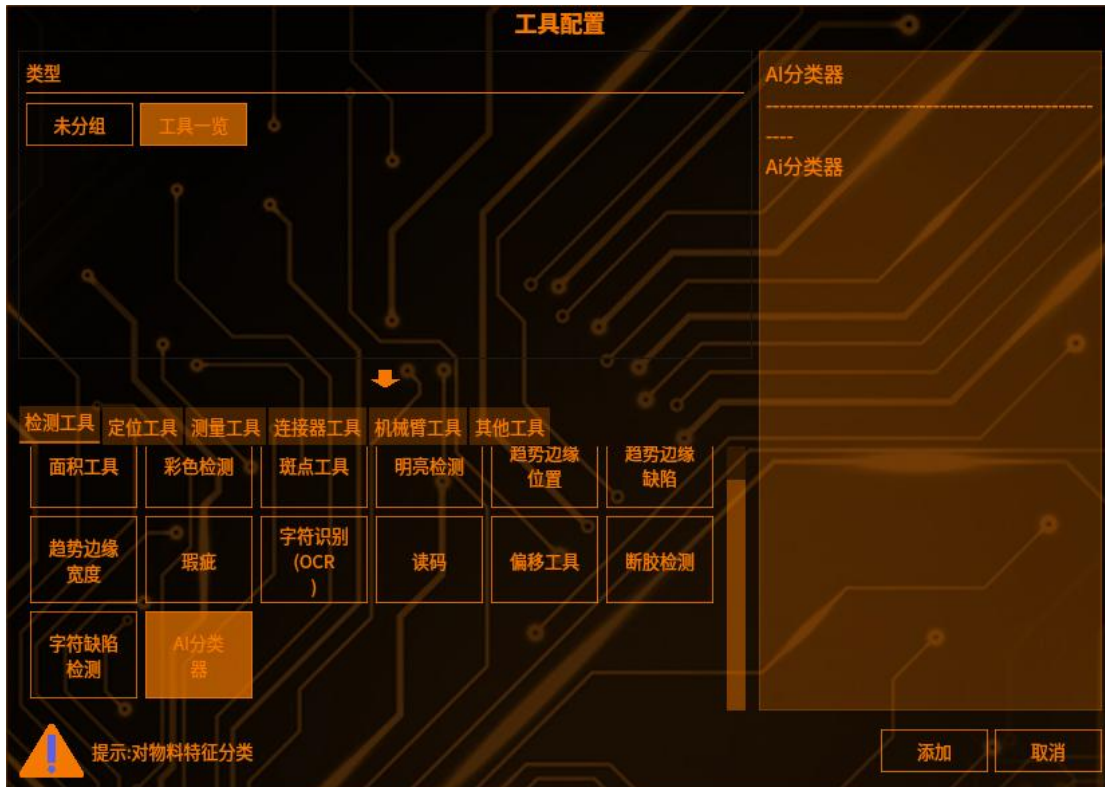 工具配置
类型
未分组
工具一览
AI分类器
------------------------------------------------
----
Ai分类器
检测工具
定位工具
测量工具
连接器工具
机械臂工具
其他工具
面积工具
彩色检测
斑点工具
明亮检测
趋势边缘
位置
趋势边缘
缺陷
趋势边缘
宽度
瑕疵
字符识别
(OCR
)
读码
偏移工具
断胶检测
字符缺陷
检测
AI分类
器
提示:对物料特征分类
添加
取消